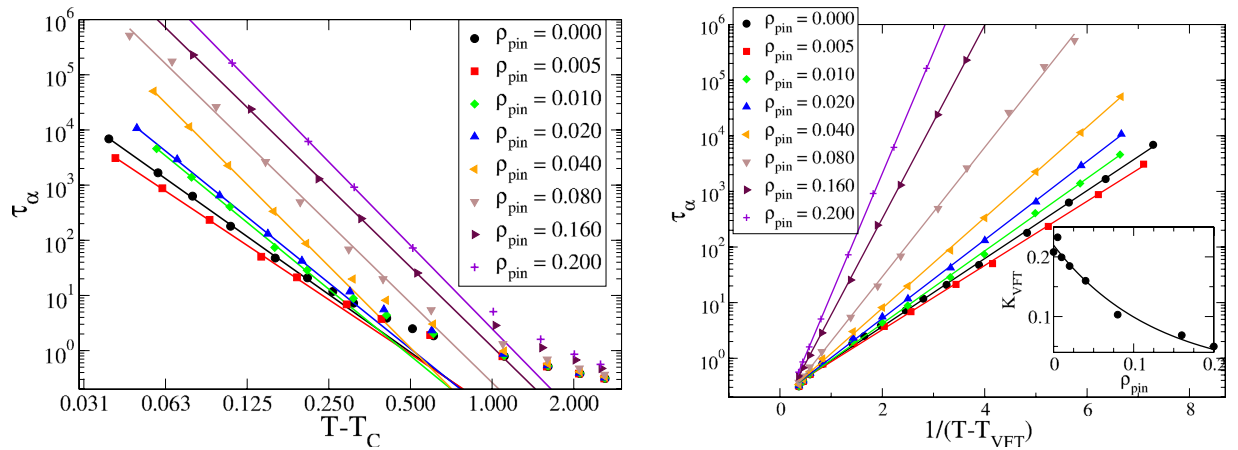 10^6
10^5
10^4
10^3
10^2
10^1
10^0
τ_α
0.031 0.063 0.125 0.250 0.500 1.000 2.000
T-T_C
ρ_pin = 0.000
ρ_pin = 0.005
ρ_pin = 0.010
ρ_pin = 0.020
ρ_pin = 0.040
ρ_pin = 0.080
ρ_pin = 0.160
ρ_pin = 0.200
10^6
10^5
10^4
10^3
10^2
10^1
10^0
τ_α
0 2 4 6 8
1/(T-T_VFT)
ρ_pin = 0.000
ρ_pin = 0.005
ρ_pin = 0.010
ρ_pin = 0.020
ρ_pin = 0.040
ρ_pin = 0.080
ρ_pin = 0.160
ρ_pin = 0.200
0.2
0.1
K_VFT
0 0.1 0.2
ρ_pin